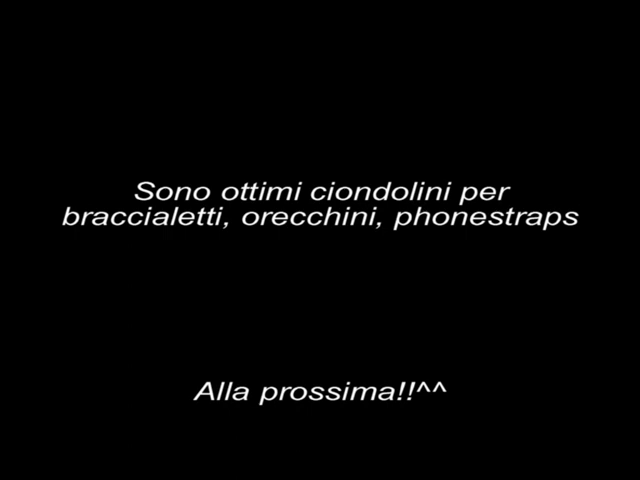 Sono ottimi ciondolini per
braccialetti, orecchini, phonestraps
Alla prossima!!^^